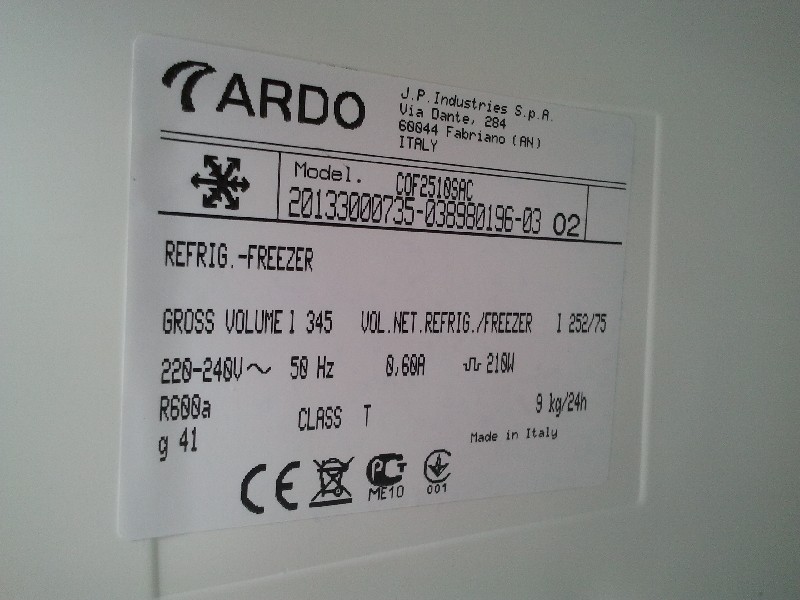 ARDO
J.P.Industries S.p.A.
Via Dante, 284
60044 Fabriano (AN)
ITALY
Model. COF2510SAC
20133000735-038980196-03 02
REFRIG.-FREEZER
GROSS VOLUME l 345 VOL.NET.REFRIG./FREEZER l 252/75
220-240V~ 50 Hz 0,60A 210W
R600a CLASS T 9 kg/24h
g 41 Made in Italy
CE PCT
ME10 001